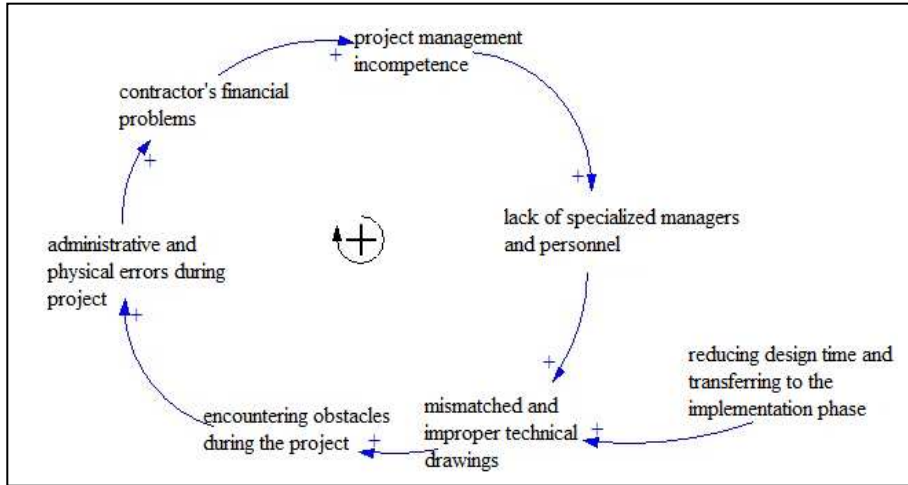 project management
incompetence
+
contractor's financial
problems
+
+
lack of specialized managers
and personnel
administrative and
physical errors during
project
+
+
reducing design time and
transferring to the
implementation phase
mismatched and
improper technical
drawings
+
encountering obstacles
during the project
+
+